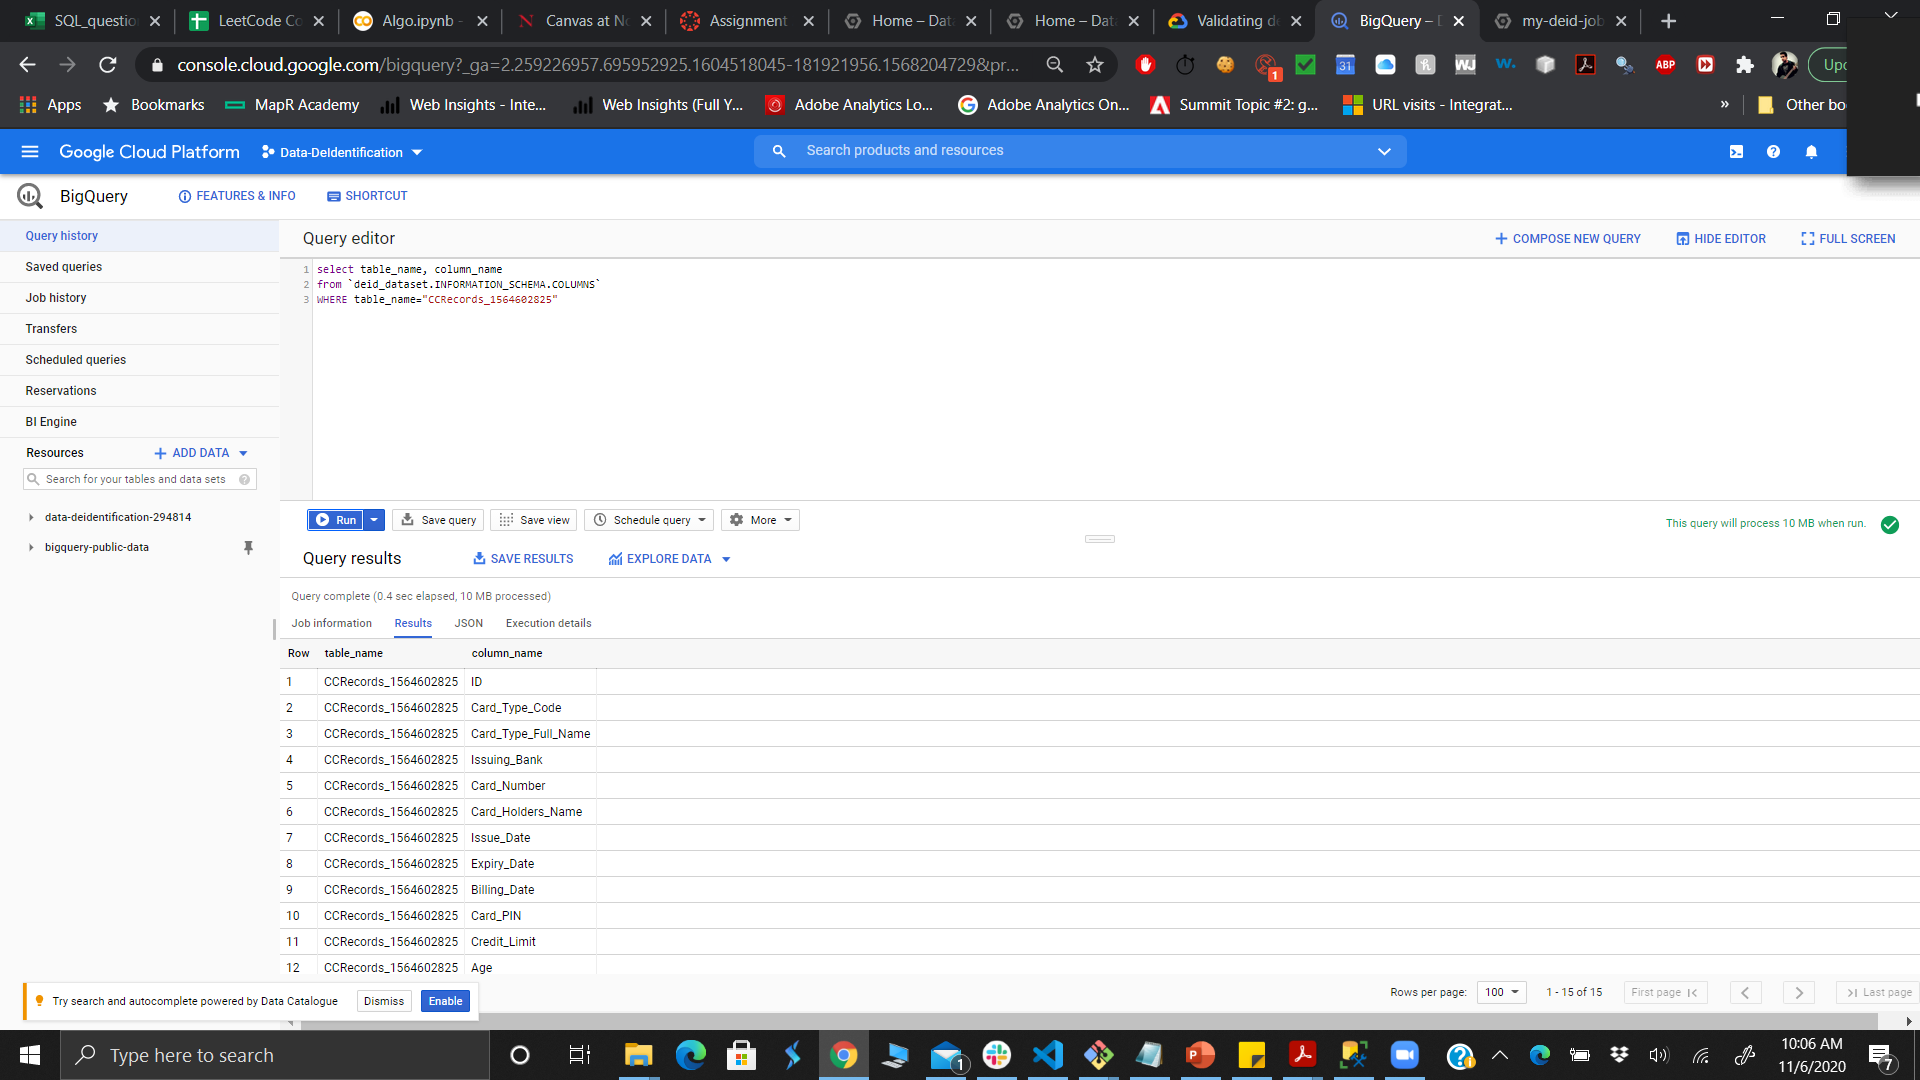 SQL_questio
LeetCode Co
Algo.ipynb -
Canvas at No
Assignment
Home – Data
Home – Data
Validating de
BigQuery – D
my-deid-job
console.cloud.google.com/bigquery?_ga=2.259226957.695952925.1604518045-181921956.1568204729&pr...
Apps
Bookmarks
MapR Academy
Web Insights - Inte...
Web Insights (Full Y...
Adobe Analytics Lo...
Adobe Analytics On...
Summit Topic #2: g...
URL visits - Integrat...
»
Other bo
Google Cloud Platform
Data-DeIdentification
Search products and resources
BigQuery
FEATURES & INFO
SHORTCUT
Query history
Saved queries
Job history
Transfers
Scheduled queries
Reservations
BI Engine
Resources
ADD DATA
Search for your tables and data sets
data-deidentification-294814
bigquery-public-data
Query editor
COMPOSE NEW QUERY
HIDE EDITOR
FULL SCREEN
1 select table_name, column_name
2 from `deid_dataset.INFORMATION_SCHEMA.COLUMNS`
3 WHERE table_name="CCRecords_1564602825"
Run
Save query
Save view
Schedule query
More
This query will process 10 MB when run.
Query results
SAVE RESULTS
EXPLORE DATA
Query complete (0.4 sec elapsed, 10 MB processed)
Job information
Results
JSON
Execution details
Row table_name column_name
1 CCRecords_1564602825 ID
2 CCRecords_1564602825 Card_Type_Code
3 CCRecords_1564602825 Card_Type_Full_Name
4 CCRecords_1564602825 Issuing_Bank
5 CCRecords_1564602825 Card_Number
6 CCRecords_1564602825 Card_Holders_Name
7 CCRecords_1564602825 Issue_Date
8 CCRecords_1564602825 Expiry_Date
9 CCRecords_1564602825 Billing_Date
10 CCRecords_1564602825 Card_PIN
11 CCRecords_1564602825 Credit_Limit
12 CCRecords_1564602825 Age
Try search and autocomplete powered by Data Catalogue
Dismiss
Enable
Rows per page: 100
1 - 15 of 15
First page
Last page
Type here to search
1
10:06 AM
11/6/2020
7